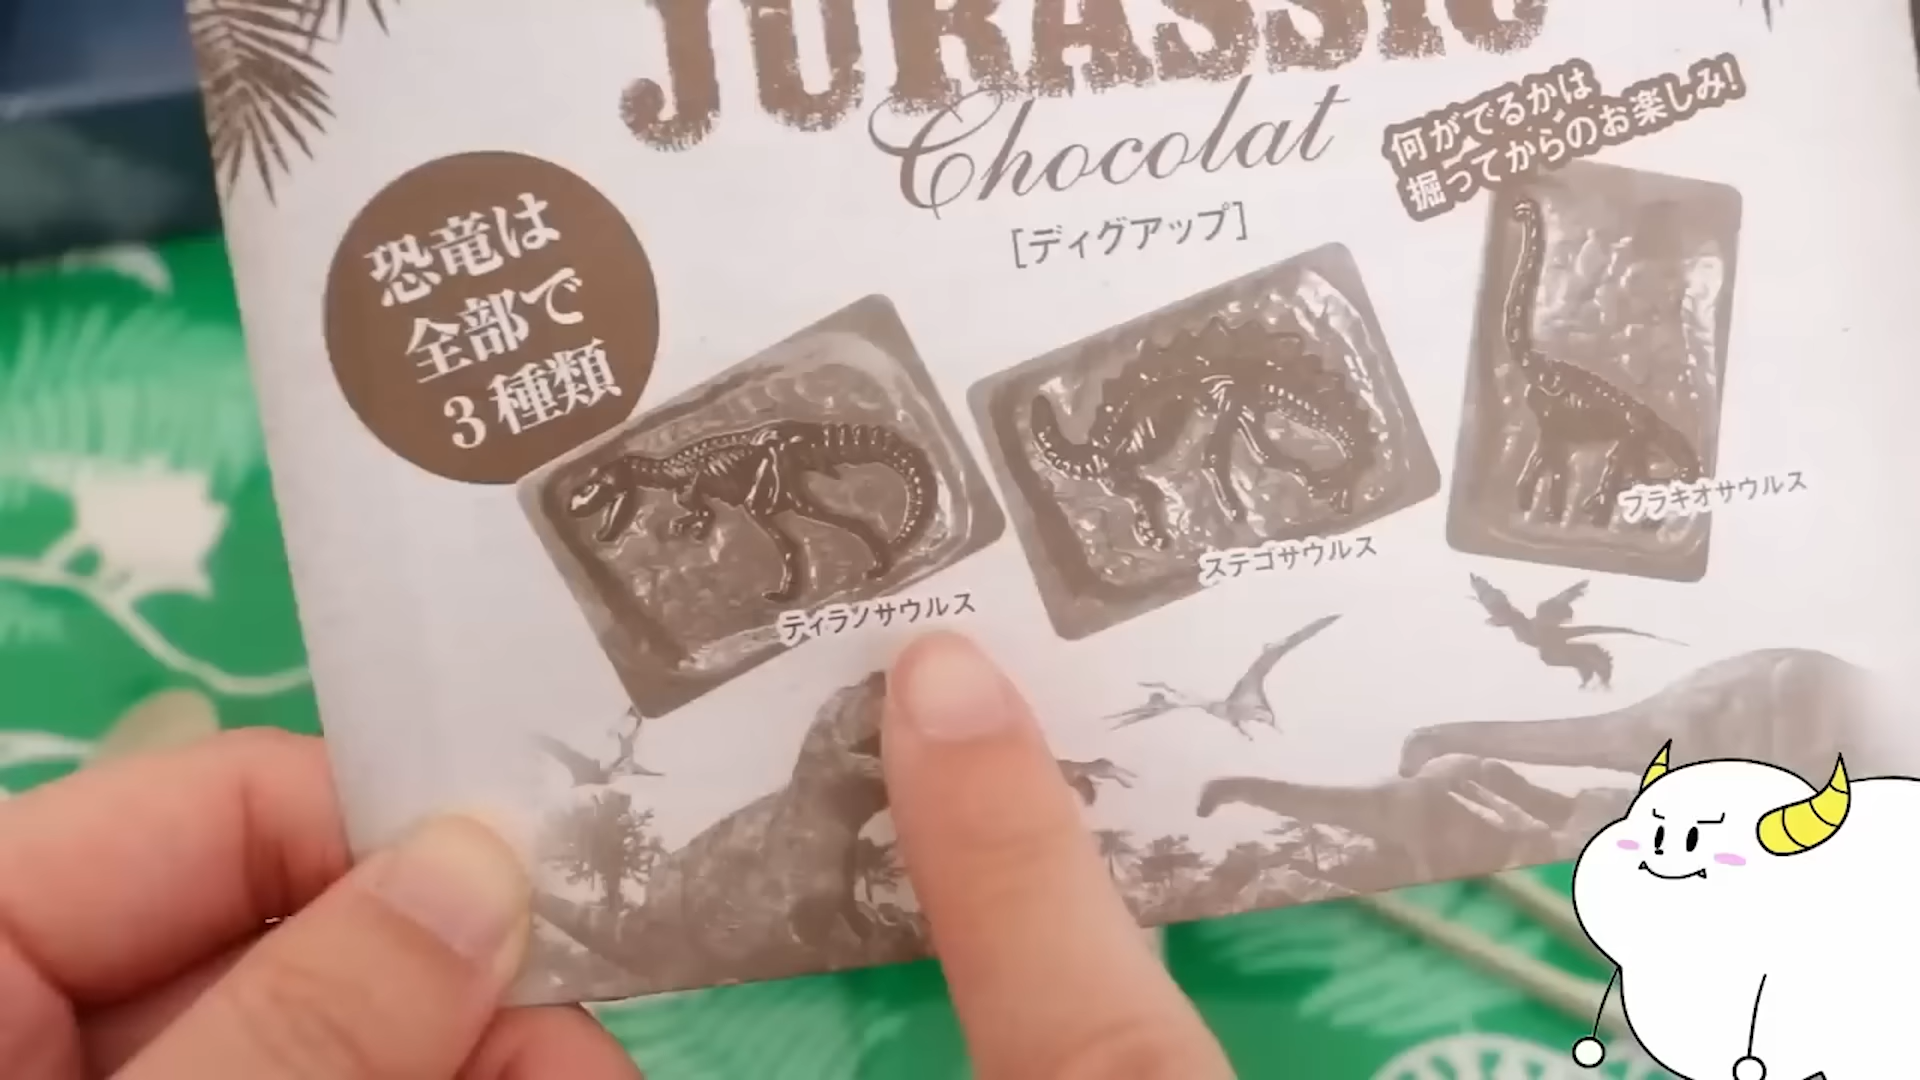 JURASSIC
Chocolat
[ディグアップ]
何がでるかは
掘ってからのお楽しみ!
恐竜は
全部で
3種類
ティラノサウルス
ステゴサウルス
ブラキオサウルス